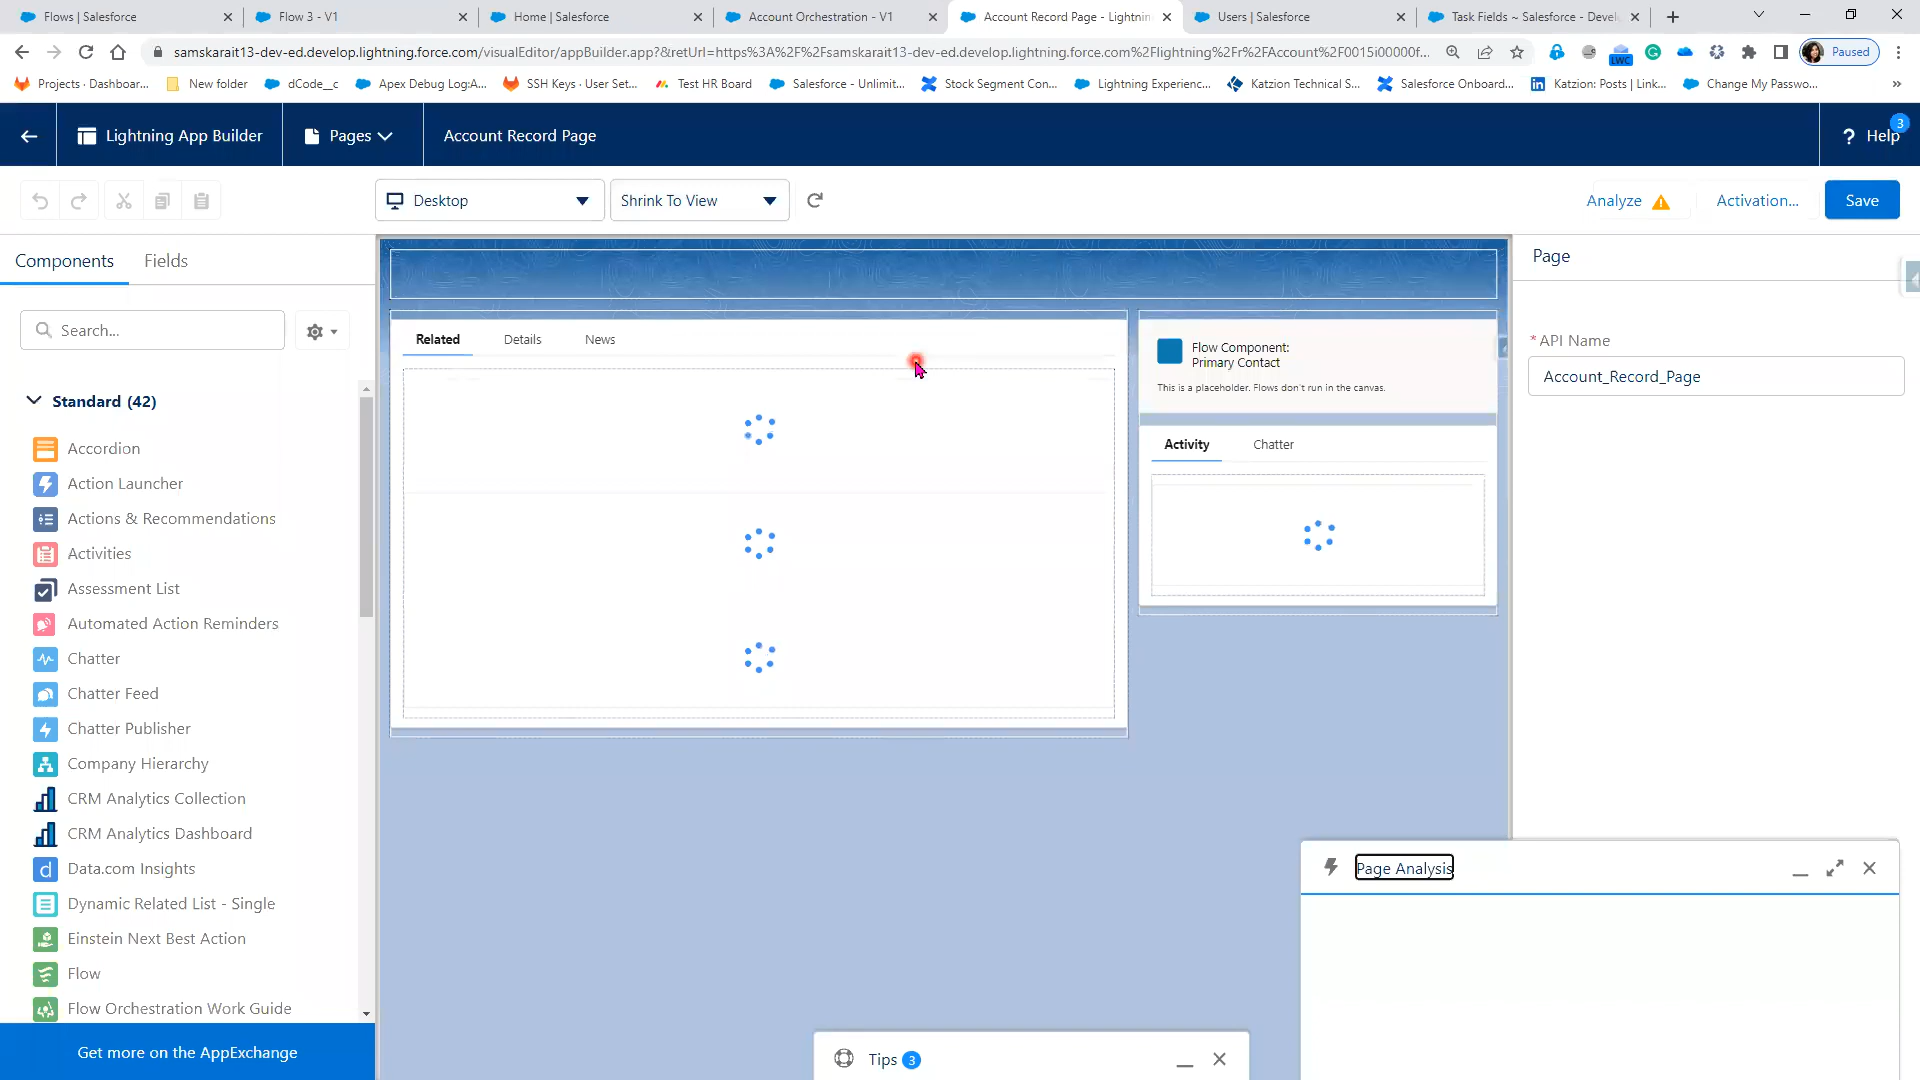 Flows | Salesforce
Flow 3 - V1
Home | Salesforce
Account Orchestration - V1
Account Record Page - Lightnin
Users | Salesforce
Task Fields ~ Salesforce - Devel
samskarait13-dev-ed.develop.lightning.force.com/visualEditor/appBuilder.app?&retUrl=https%3A%2F%2Fsamskarait13-dev-ed.develop.lightning.force.com%2Flightning%2Fr%2FAccount%2F0015i00000f...
LWC
Paused
Projects · Dashboar...
New folder
dCode__c
Apex Debug Log:A...
SSH Keys · User Set...
Test HR Board
Salesforce - Unlimit...
Stock Segment Con...
Lightning Experienc...
Katzion Technical S...
Salesforce Onboard...
Katzion: Posts | Link...
Change My Passwo...
»
Lightning App Builder
Pages
Account Record Page
? Help
3
Desktop
Shrink To View
Analyze
Activation...
Save
Components
Fields
Search...
Standard (42)
Accordion
Action Launcher
Actions & Recommendations
Activities
Assessment List
Automated Action Reminders
Chatter
Chatter Feed
Chatter Publisher
Company Hierarchy
CRM Analytics Collection
CRM Analytics Dashboard
Data.com Insights
Dynamic Related List - Single
Einstein Next Best Action
Flow
Flow Orchestration Work Guide
Get more on the AppExchange
Related
Details
News
Flow Component:
Primary Contact
This is a placeholder. Flows don't run in the canvas.
Activity
Chatter
Page
* API Name
Account_Record_Page
Page Analysis
Tips 3